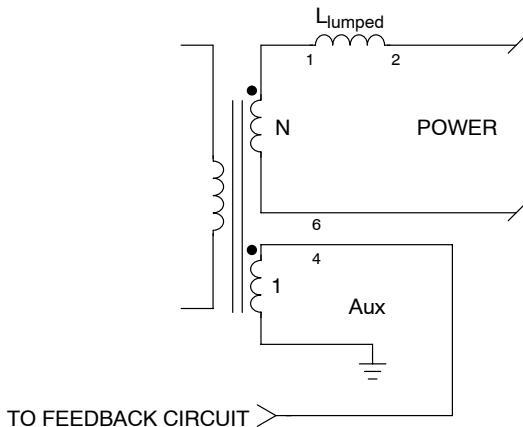 Llumped
1 2
N POWER
6
4
1
Aux
TO FEEDBACK CIRCUIT